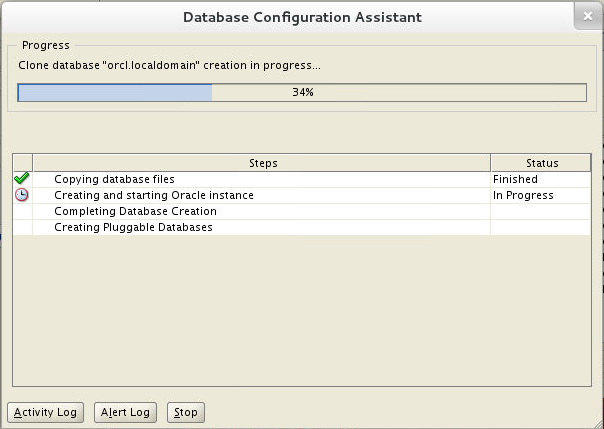 Database Configuration Assistant
Progress
Clone database "orcl.localdomain" creation in progress...
34%
Steps Status
Copying database files Finished
Creating and starting Oracle instance In Progress
Completing Database Creation
Creating Pluggable Databases
Activity Log Alert Log Stop